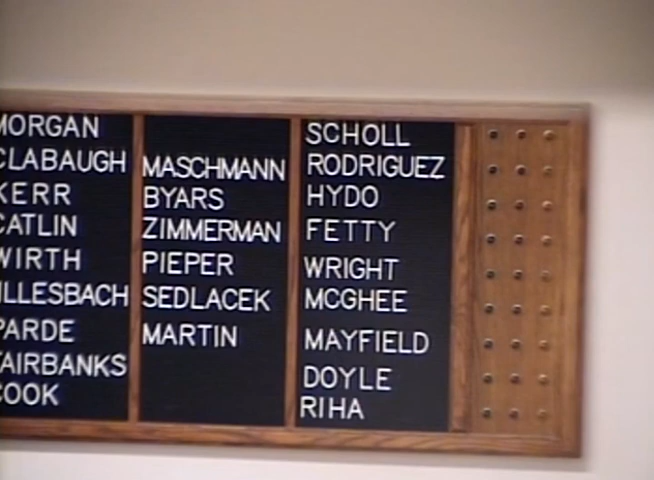 MORGAN
CLABAUGH
KERR
CATLIN
WIRTH
ILLESBACH
PARDE
FAIRBANKS
COOK
MASCHMANN
BYARS
ZIMMERMAN
PIEPER
SEDLACEK
MARTIN
SCHOLL
RODRIGUEZ
HYDO
FETTY
WRIGHT
MCGHEE
MAYFIELD
DOYLE
RIHA